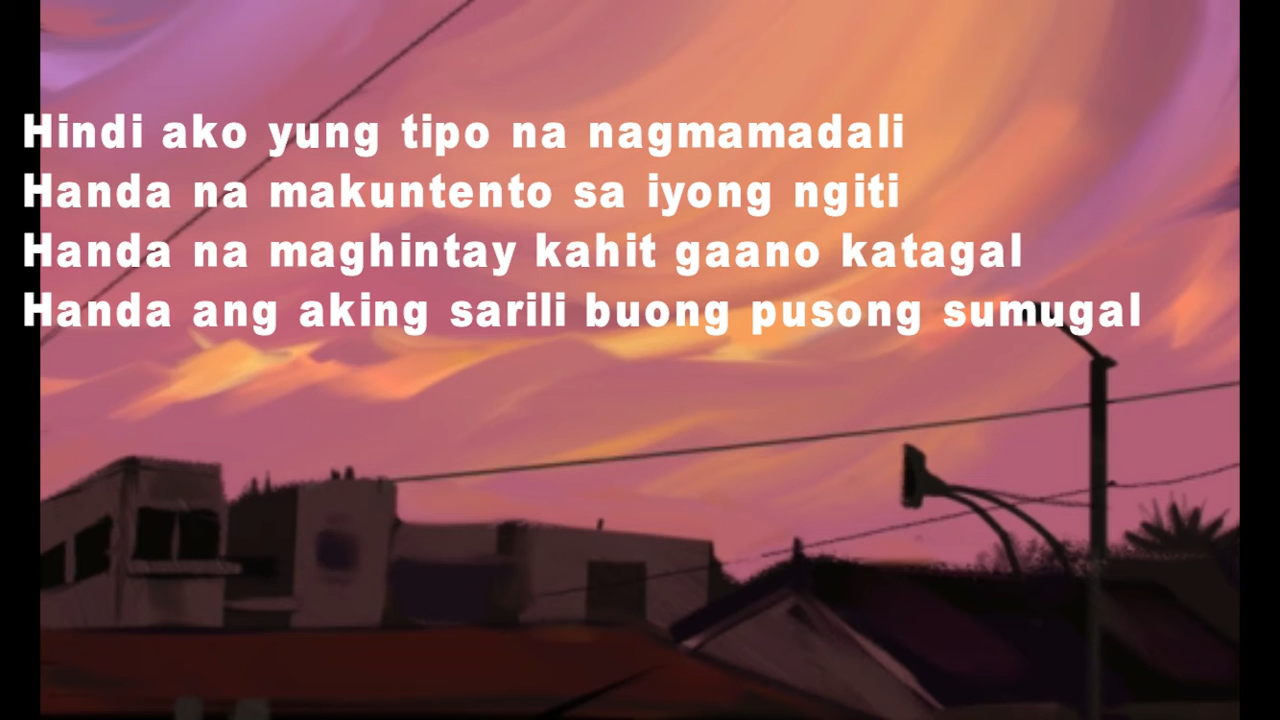 Hindi ako yung tipo na nagmamadali
Handa na makuntento sa iyong ngiti
Handa na maghintay kahit gaano katagal
Handa ang aking sarili buong pusong sumugal